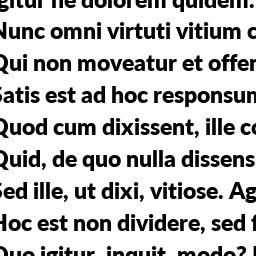 igitur ne dolorem quidem.
Nunc omni virtuti vitium c
Qui non moveatur et offen
Satis est ad hoc responsum
Quod cum dixissent, ille co
Quid, de quo nulla dissens
Sed ille, ut dixi, vitiose. Ag
Hoc est non dividere, sed f
Quo igitur, inquit, modo?